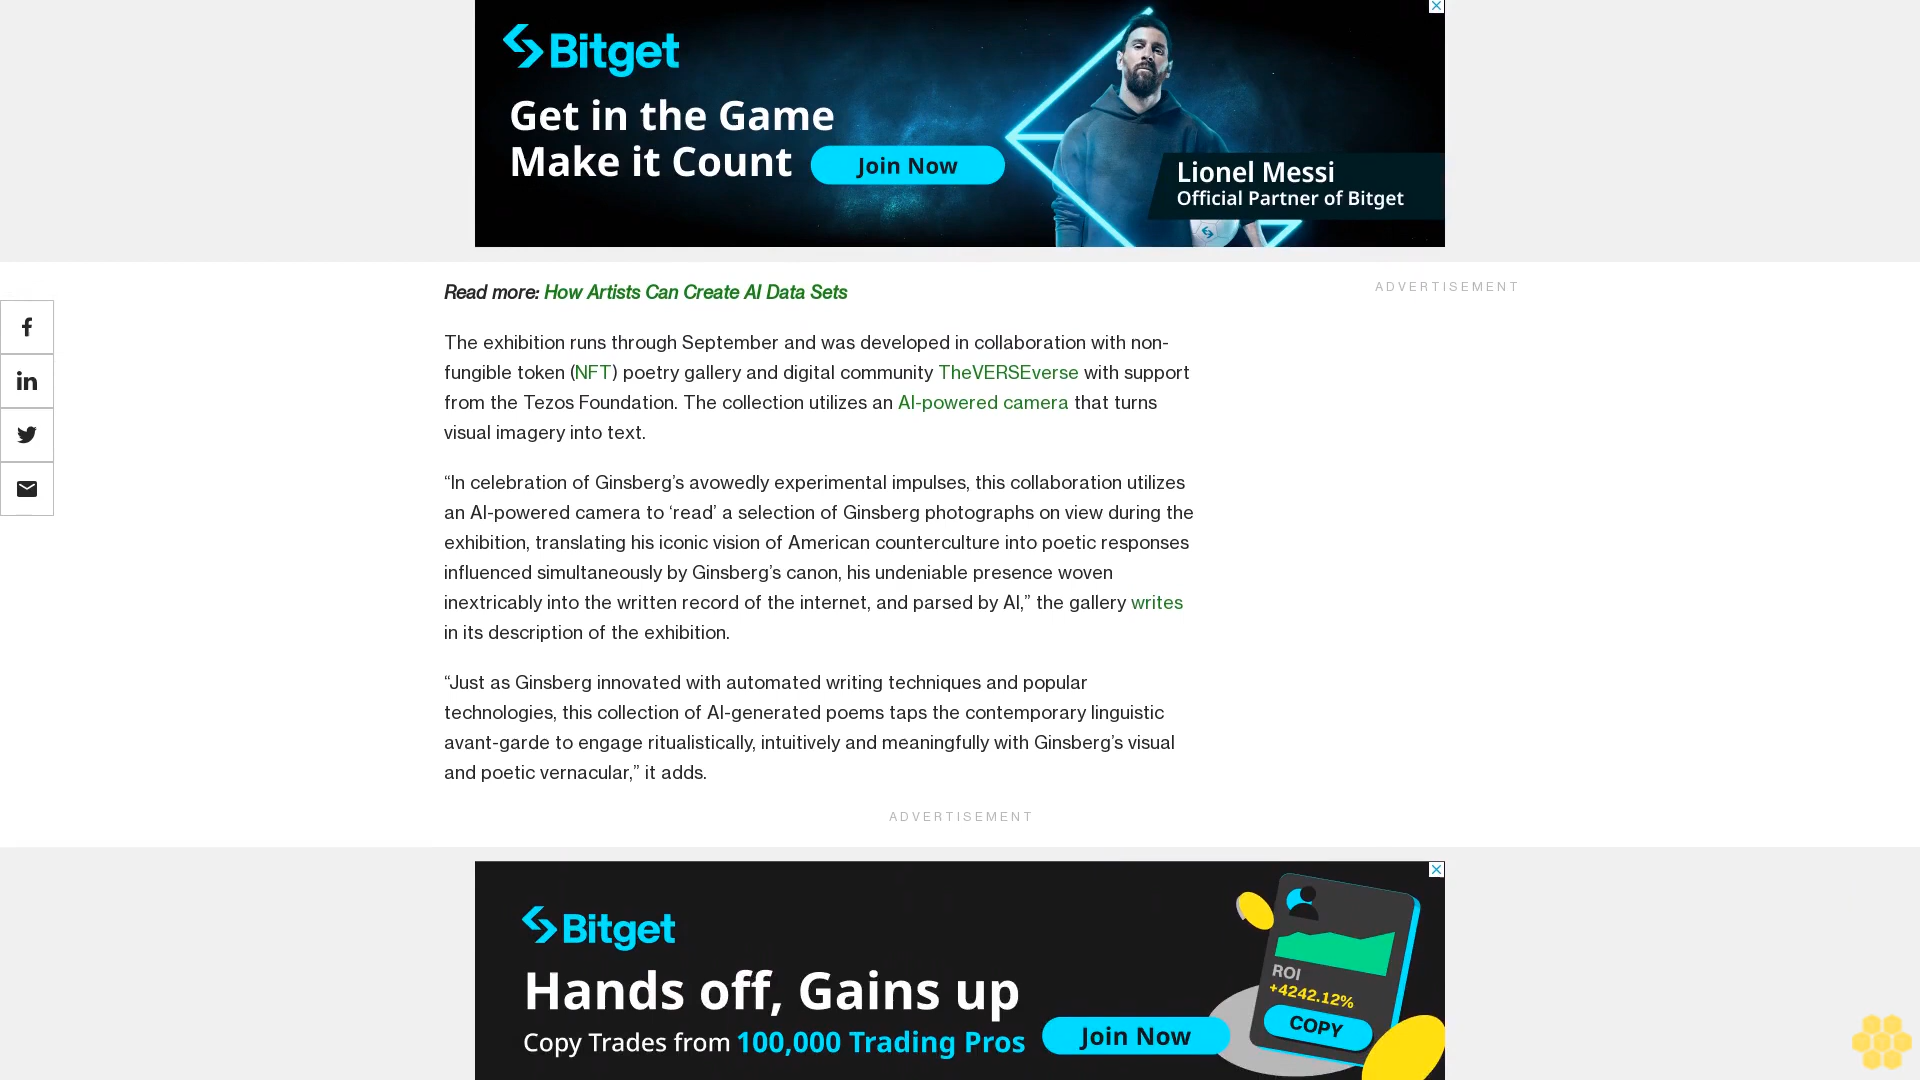 Bitget
Get in the Game
Make it Count
Join Now
Lionel Messi
Official Partner of Bitget
Read more: How Artists Can Create AI Data Sets
ADVERTISEMENT
The exhibition runs through September and was developed in collaboration with non-
fungible token (NFT) poetry gallery and digital community TheVERSEverse with support
from the Tezos Foundation. The collection utilizes an AI-powered camera that turns
visual imagery into text.
“In celebration of Ginsberg’s avowedly experimental impulses, this collaboration utilizes
an AI-powered camera to ‘read’ a selection of Ginsberg photographs on view during the
exhibition, translating his iconic vision of American counterculture into poetic responses
influenced simultaneously by Ginsberg’s canon, his undeniable presence woven
inextricably into the written record of the internet, and parsed by AI,” the gallery writes
in its description of the exhibition.
“Just as Ginsberg innovated with automated writing techniques and popular
technologies, this collection of AI-generated poems taps the contemporary linguistic
avant-garde to engage ritualistically, intuitively and meaningfully with Ginsberg’s visual
and poetic vernacular,” it adds.
ADVERTISEMENT
Bitget
Hands off, Gains up
Copy Trades from 100,000 Trading Pros
Join Now
ROI
+4242.12%
COPY